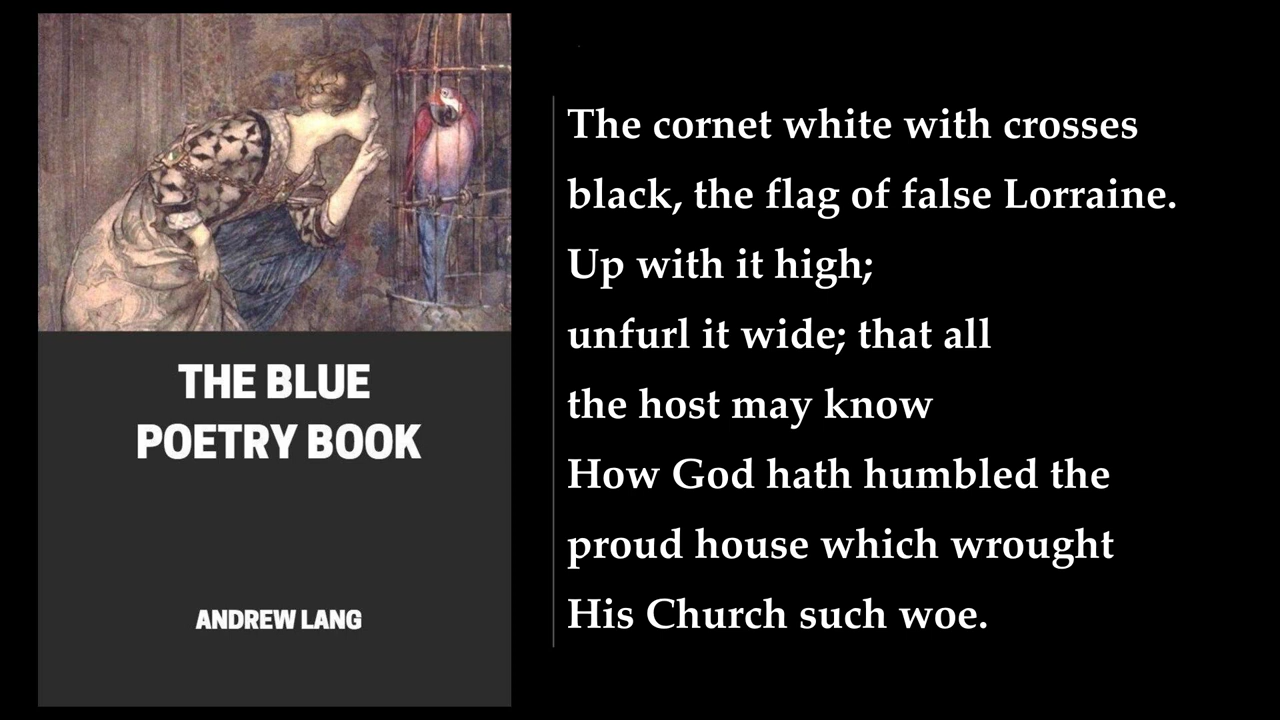 THE BLUE
POETRY BOOK
ANDREW LANG
The cornet white with crosses
black, the flag of false Lorraine.
Up with it high;
unfurl it wide; that all
the host may know
How God hath humbled the
proud house which wrought
His Church such woe.